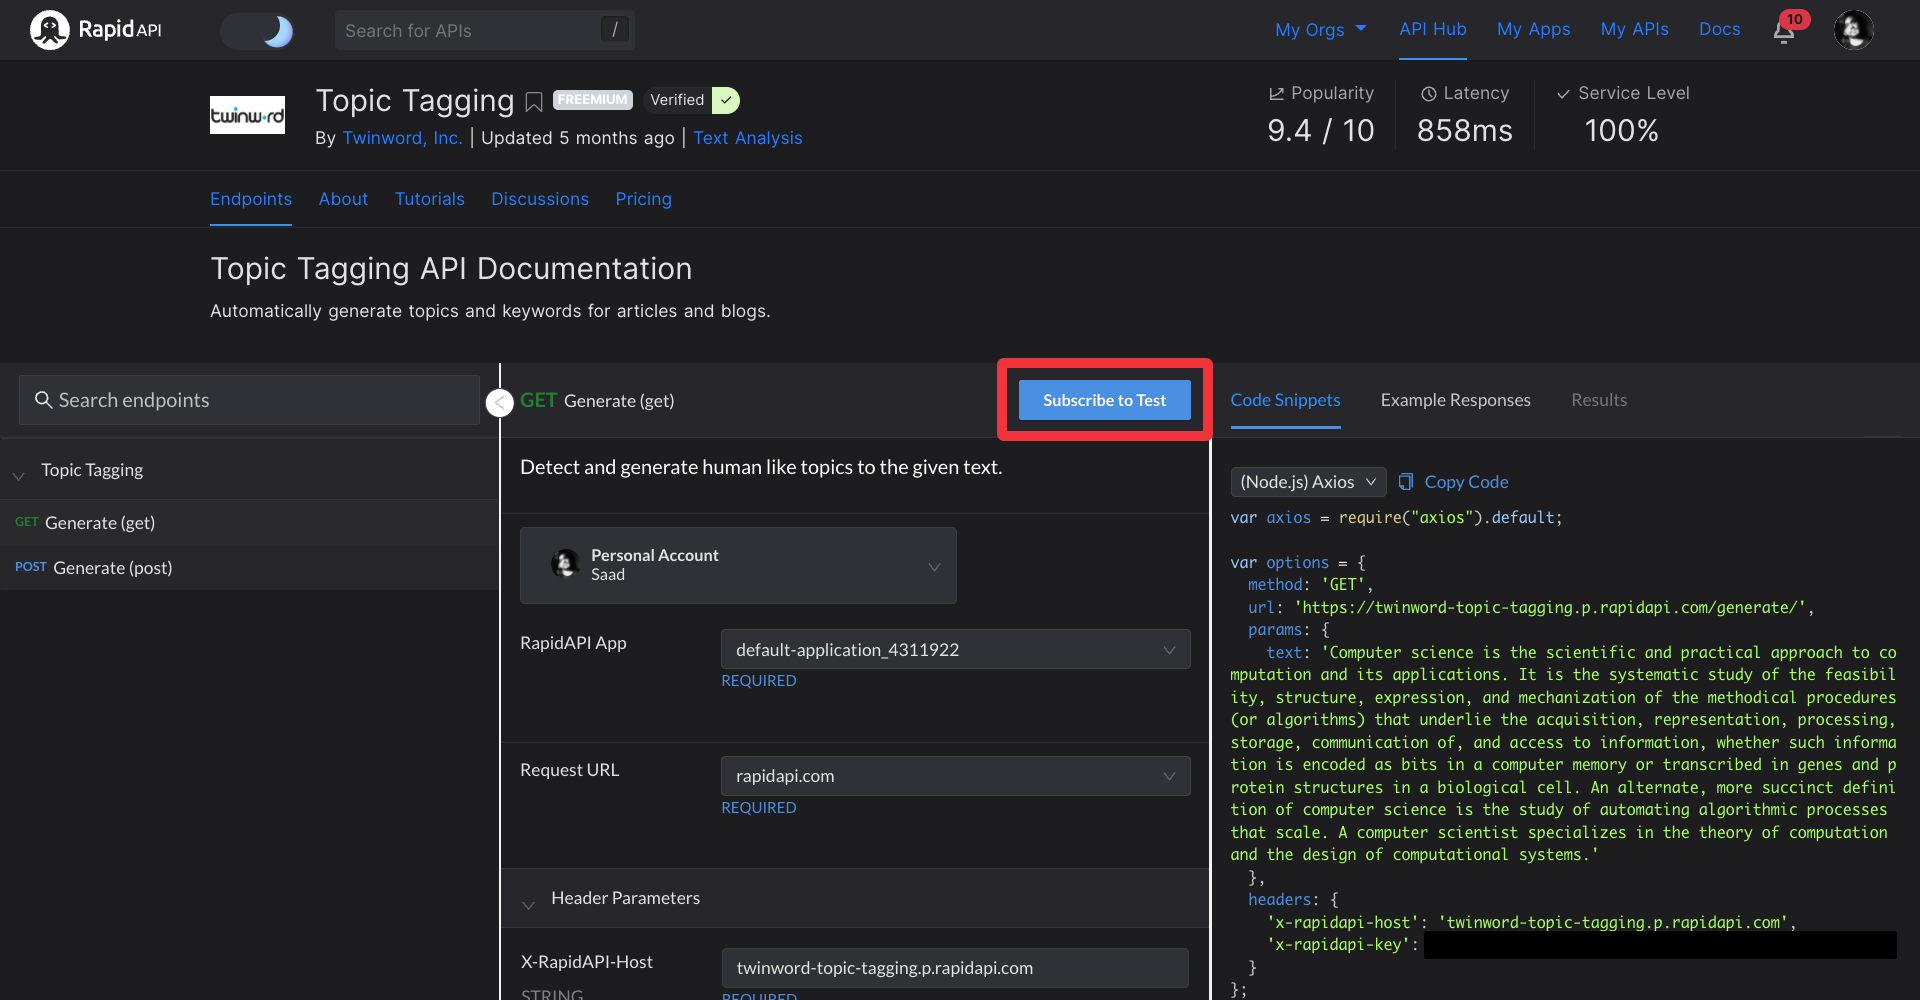 RapidAPI
Search for APIs
/
My Orgs
API Hub
My Apps
My APIs
Docs
10
twinword
Topic Tagging
FREEMIUM
Verified
By Twinword, Inc. | Updated 5 months ago | Text Analysis
Popularity
9.4 / 10
Latency
858ms
Service Level
100%
Endpoints
About
Tutorials
Discussions
Pricing
Topic Tagging API Documentation
Automatically generate topics and keywords for articles and blogs.
Search endpoints
Topic Tagging
GET Generate (get)
POST Generate (post)
GET Generate (get)
Subscribe to Test
Detect and generate human like topics to the given text.
Personal Account
Saad
RapidAPI App
default-application_4311922
REQUIRED
Request URL
rapidapi.com
REQUIRED
Header Parameters
X-RapidAPI-Host
twinword-topic-tagging.p.rapidapi.com
STRING
REQUIRED
Code Snippets
Example Responses
Results
(Node.js) Axios
Copy Code
var axios = require("axios").default;
var options = {
method: 'GET',
url: 'https://twinword-topic-tagging.p.rapidapi.com/generate/',
params: {
text: 'Computer science is the scientific and practical approach to co
mputation and its applications. It is the systematic study of the feasibil
ity, structure, expression, and mechanization of the methodical procedures
(or algorithms) that underlie the acquisition, representation, processing,
storage, communication of, and access to information, whether such informa
tion is encoded as bits in a computer memory or transcribed in genes and p
rotein structures in a biological cell. An alternate, more succinct defini
tion of computer science is the study of automating algorithmic processes
that scale. A computer scientist specializes in the theory of computation
and the design of computational systems.'
},
headers: {
'x-rapidapi-host': 'twinword-topic-tagging.p.rapidapi.com',
'x-rapidapi-key':
}
};